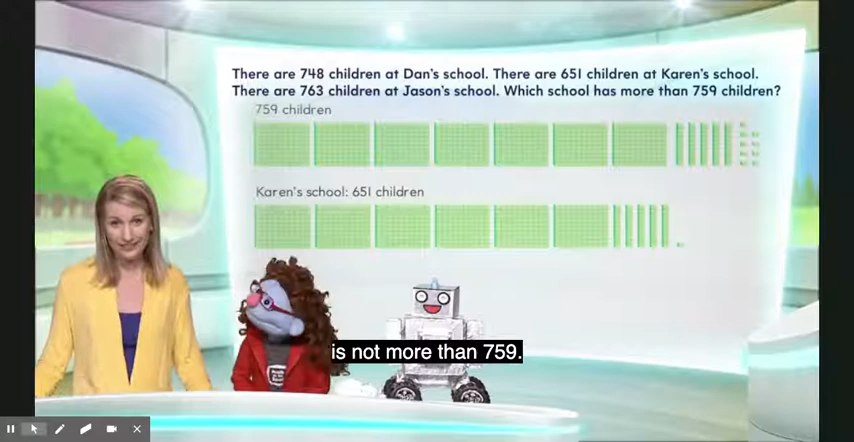 There are 748 children at Dan's school. There are 651 children at Karen's school.
There are 763 children at Jason's school. Which school has more than 759 children?
759 children
Karen's school: 651 children
is not more than 759.